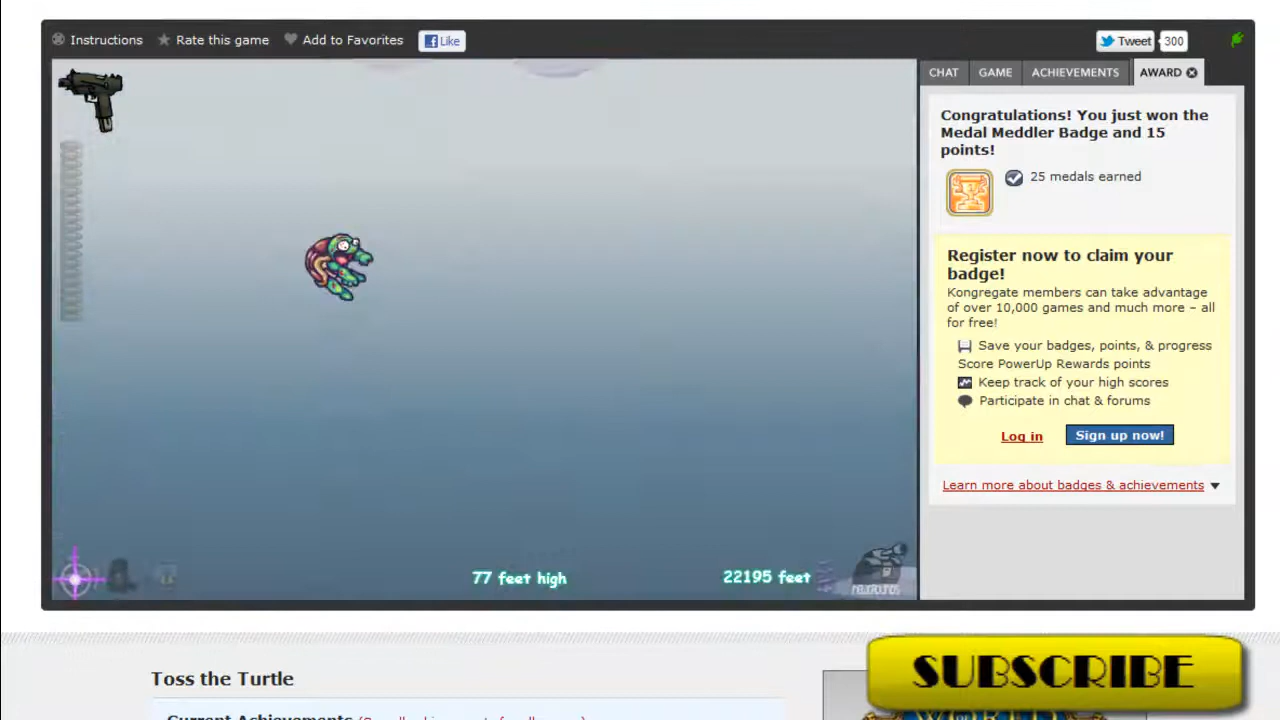 Instructions Rate this game Add to Favorites Like Tweet 300
CHAT GAME ACHIEVEMENTS AWARD
Congratulations! You just won the
Medal Meddler Badge and 15
points!
25 medals earned
Register now to claim your
badge!
Kongregate members can take advantage
of over 10,000 games and much more – all
for free!
Save your badges, points, & progress
Score PowerUp Rewards points
Keep track of your high scores
Participate in chat & forums
Log in Sign up now!
Learn more about badges & achievements
77 feet high 22195 feet
Toss the Turtle
SUBSCRIBE
Current Achievements
WORLD